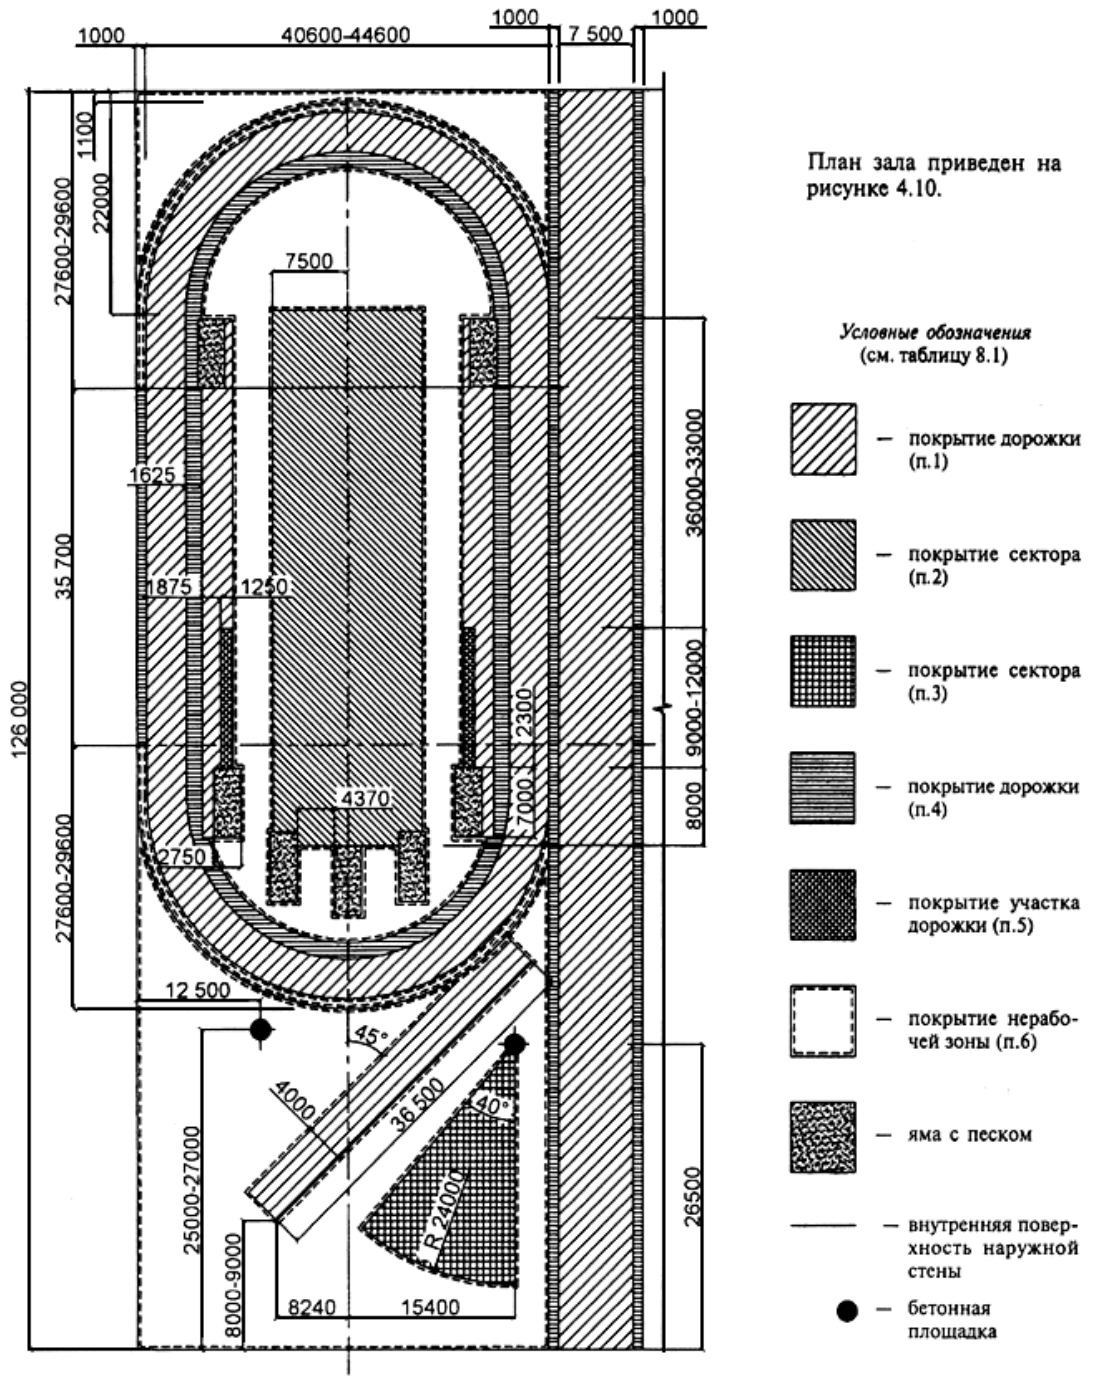 1000
1000
40600-44600
7 500
1000
1100
27600-29600
22000
7500
План зала приведен на
рисунке 4.10.
Условные обозначения
(см. таблицу 8.1)
— покрытие дорожки
(п.1)
— покрытие сектора
(п.2)
— покрытие сектора
(п.3)
— покрытие дорожки
(п.4)
— покрытие участка
дорожки (п.5)
— покрытие нерабо-
чей зоны (п.6)
— яма с песком
— внутренняя повер-
хность наружной
стены
— бетонная
площадка
36000-33000
1625
35 700
1875
1250
126 000
9000-12000
2300
7000
8000
4370
2750
27600-29600
12 500
45°
4000
36 500
40°
25000-27000
R 24000
26500
8000-9000
8240
15400